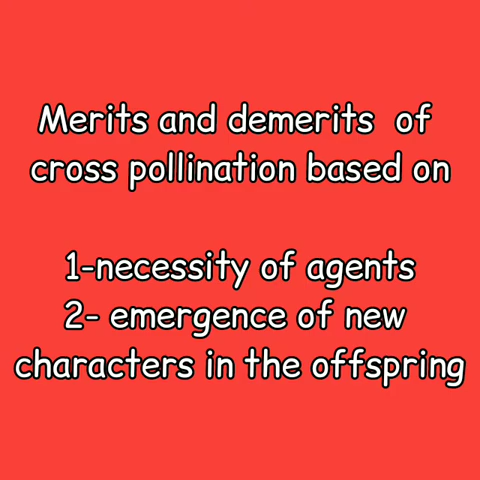 Merits and demerits  of
cross pollination based on
1-necessity of agents
2- emergence of new
characters in the offspring